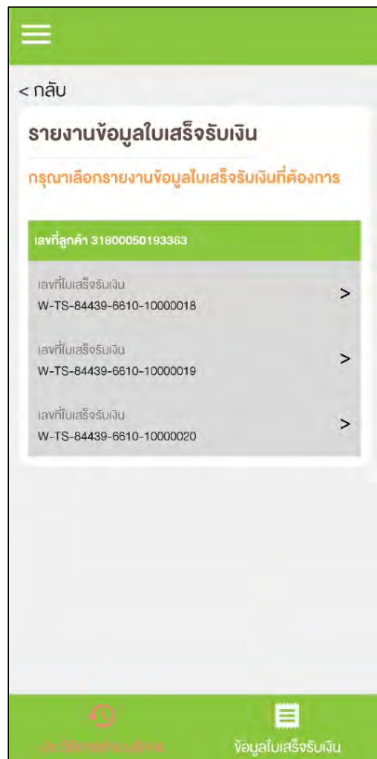 < กลับ
รายงานข้อมูลใบเสร็จรับเงิน
กรุณาเลือกรายงานข้อมูลใบเสร็จรับเงินที่ต้องการ
เลขที่ลูกค้า 31800050193363
เลขที่ใบเสร็จรับเงิน
W-TS-84439-6610-10000018
>
เลขที่ใบเสร็จรับเงิน
W-TS-84439-6610-10000019
>
เลขที่ใบเสร็จรับเงิน
W-TS-84439-6610-10000020
>
ข้อมูลใบเสร็จรับเงิน